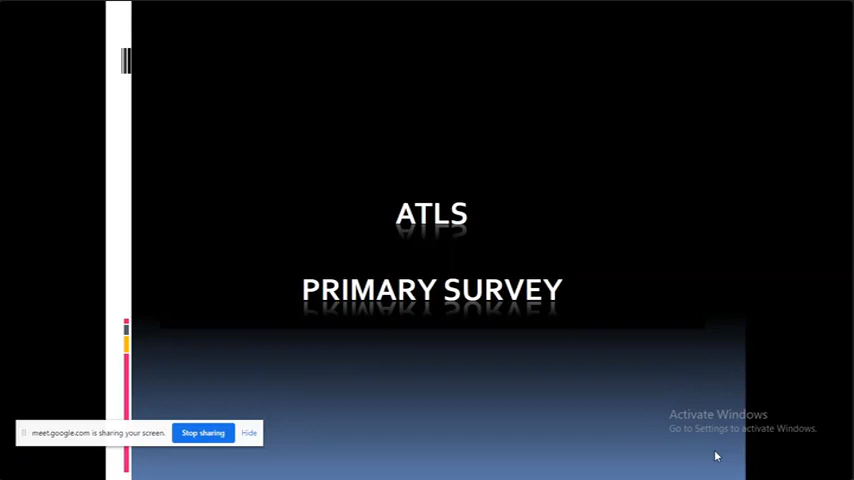 ATLS
PRIMARY SURVEY
meet.google.com is sharing your screen.
Stop sharing
Hide
Activate Windows
Go to Settings to activate Windows.